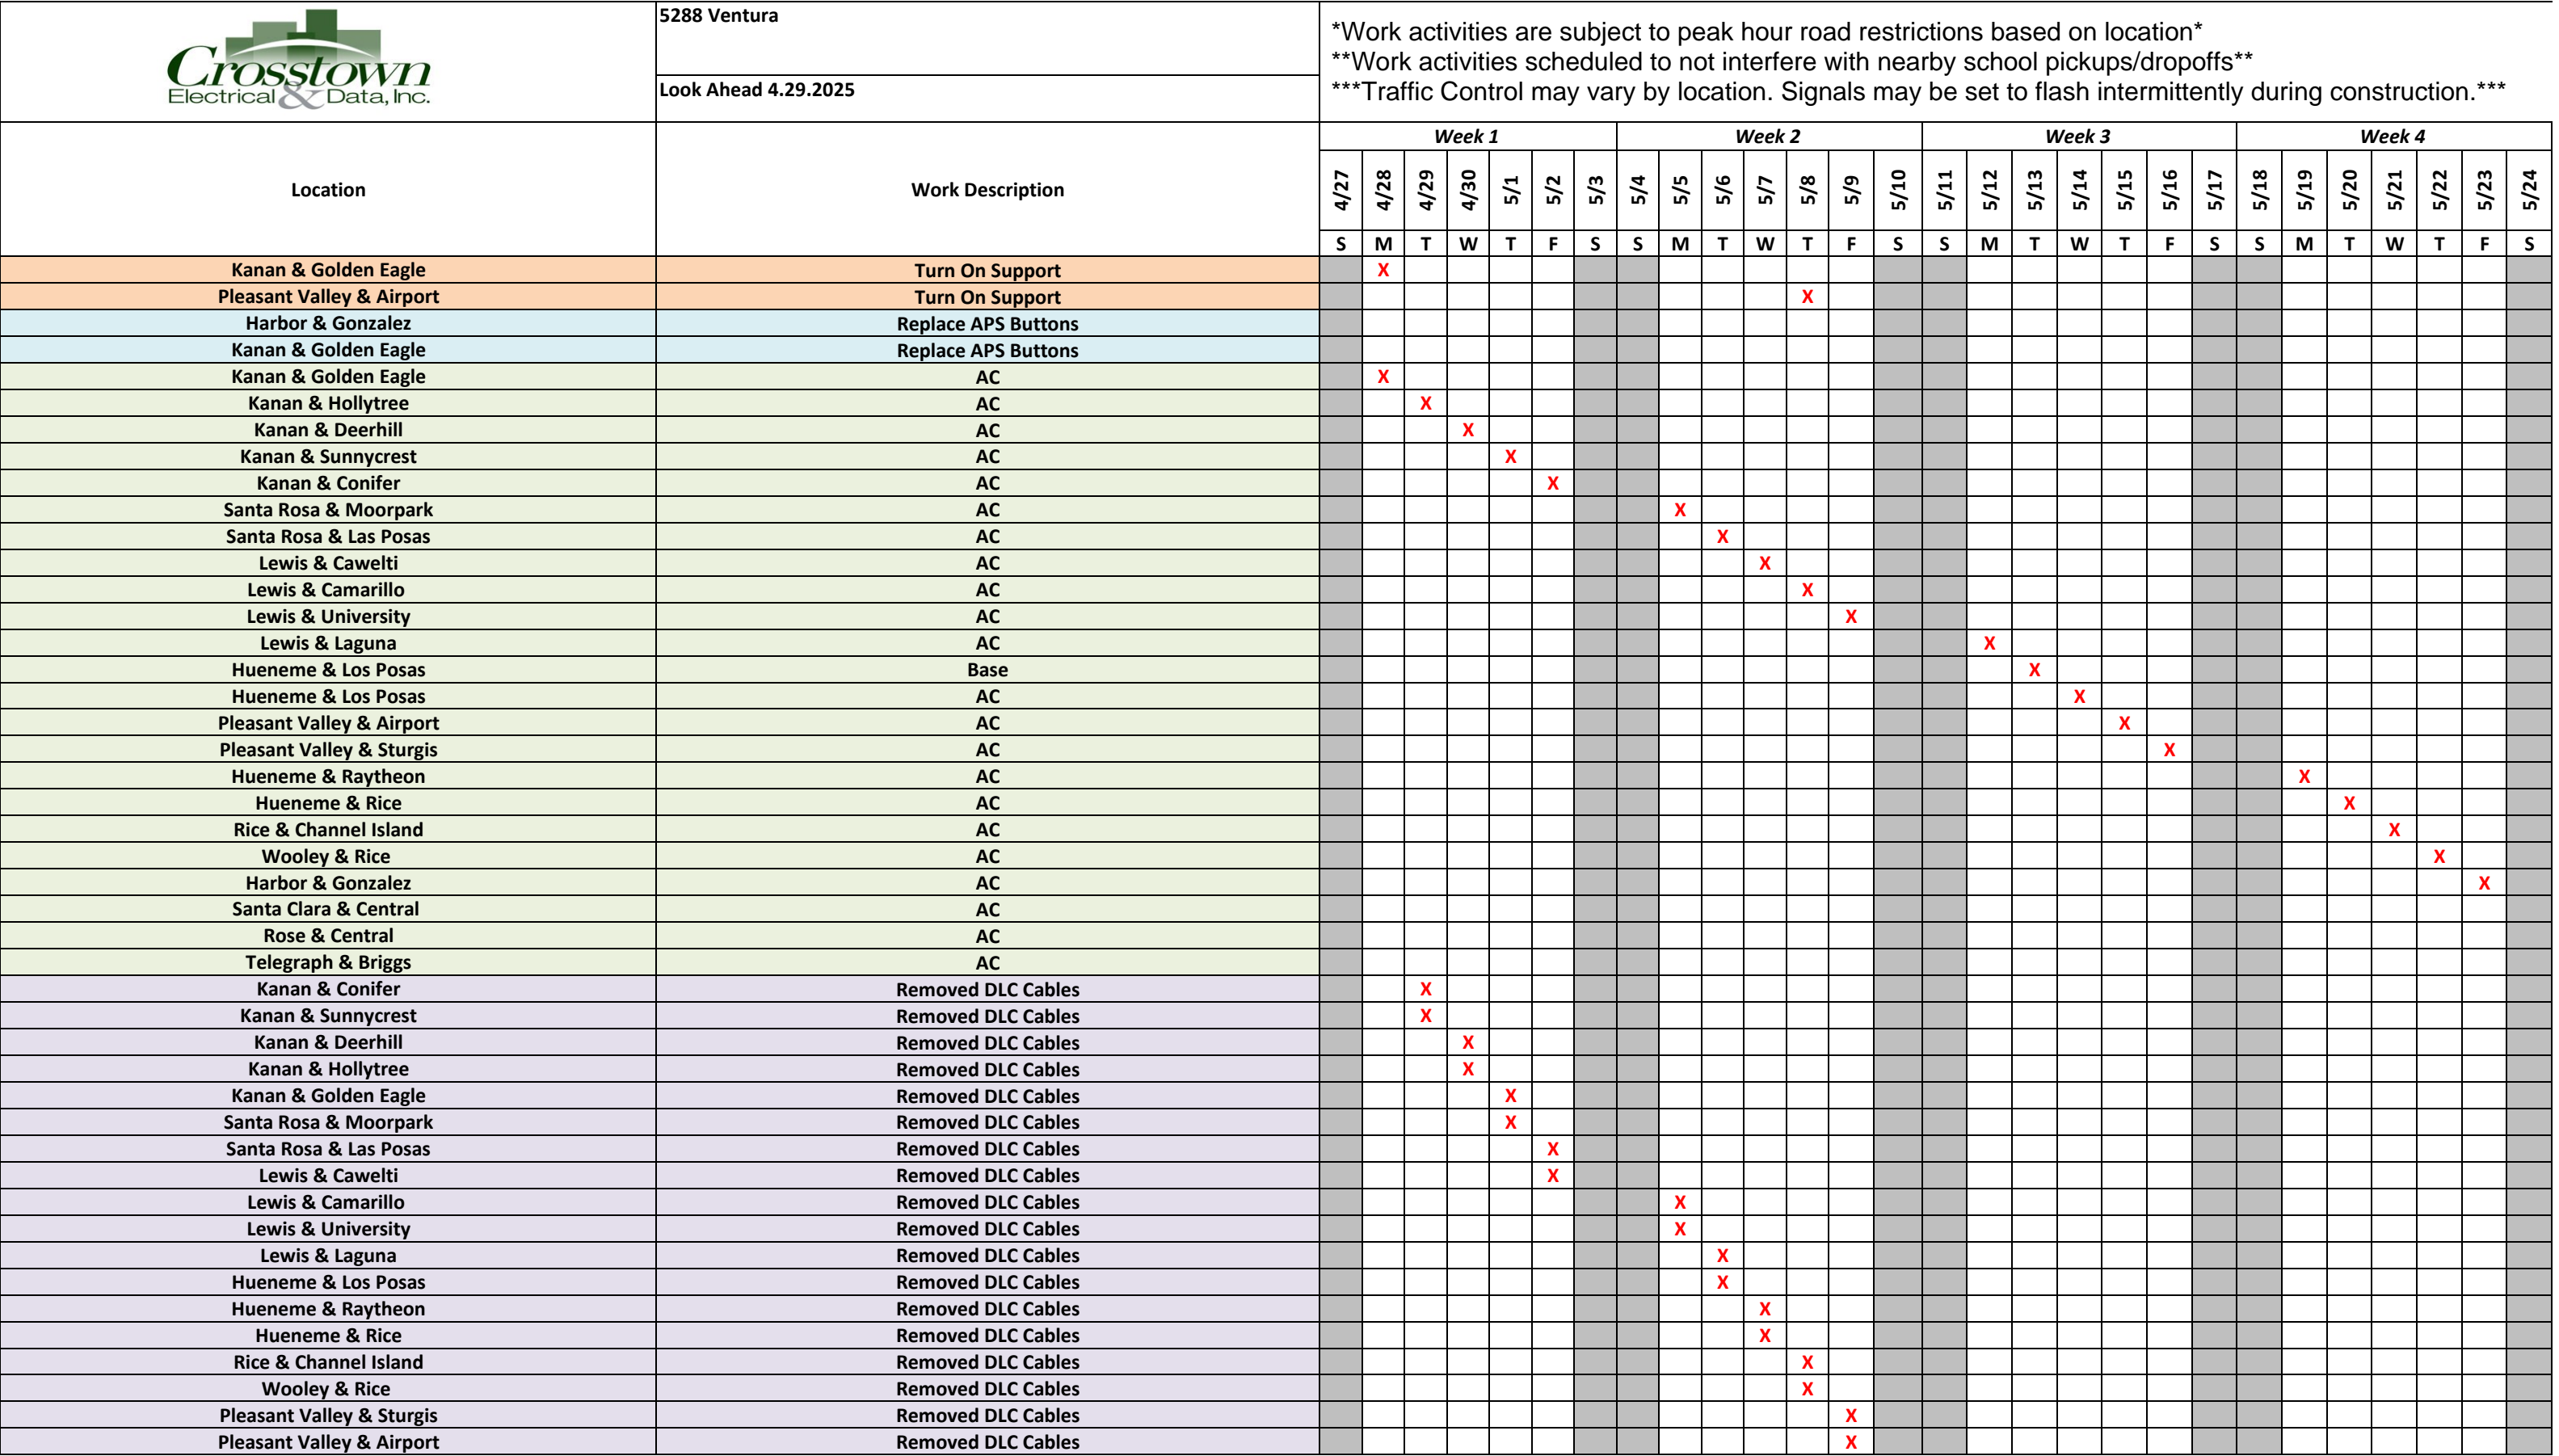 Crosstown
Electrical & Data, Inc.
5288 Ventura
Look Ahead 4.29.2025
*Work activities are subject to peak hour road restrictions based on location*
**Work activities scheduled to not interfere with nearby school pickups/dropoffs**
***Traffic Control may vary by location. Signals may be set to flash intermittently during construction.***
Location Work Description
Week 1 Week 2 Week 3 Week 4
4/27 4/28 4/29 4/30 5/1 5/2 5/3 5/4 5/5 5/6 5/7 5/8 5/9 5/10 5/11 5/12 5/13 5/14 5/15 5/16 5/17 5/18 5/19 5/20 5/21 5/22 5/23 5/24
S M T W T F S S M T W T F S S M T W T F S S M T W T F S
Kanan & Golden Eagle Turn On Support X
Pleasant Valley & Airport Turn On Support X
Harbor & Gonzalez Replace APS Buttons
Kanan & Golden Eagle Replace APS Buttons
Kanan & Golden Eagle AC X
Kanan & Hollytree AC X
Kanan & Deerhill AC X
Kanan & Sunnycrest AC X
Kanan & Conifer AC X
Santa Rosa & Moorpark AC X
Santa Rosa & Las Posas AC X
Lewis & Cawelti AC X
Lewis & Camarillo AC X
Lewis & University AC X
Lewis & Laguna AC X
Hueneme & Los Posas Base X
Hueneme & Los Posas AC X
Pleasant Valley & Airport AC X
Pleasant Valley & Sturgis AC X
Hueneme & Raytheon AC X
Hueneme & Rice AC X
Rice & Channel Island AC X
Wooley & Rice AC X
Harbor & Gonzalez AC X
Santa Clara & Central AC
Rose & Central AC
Telegraph & Briggs AC
Kanan & Conifer Removed DLC Cables X
Kanan & Sunnycrest Removed DLC Cables X
Kanan & Deerhill Removed DLC Cables X
Kanan & Hollytree Removed DLC Cables X
Kanan & Golden Eagle Removed DLC Cables X
Santa Rosa & Moorpark Removed DLC Cables X
Santa Rosa & Las Posas Removed DLC Cables X
Lewis & Cawelti Removed DLC Cables X
Lewis & Camarillo Removed DLC Cables X
Lewis & University Removed DLC Cables X
Lewis & Laguna Removed DLC Cables X
Hueneme & Los Posas Removed DLC Cables X
Hueneme & Raytheon Removed DLC Cables X
Hueneme & Rice Removed DLC Cables X
Rice & Channel Island Removed DLC Cables X
Wooley & Rice Removed DLC Cables X
Pleasant Valley & Sturgis Removed DLC Cables X
Pleasant Valley & Airport Removed DLC Cables X